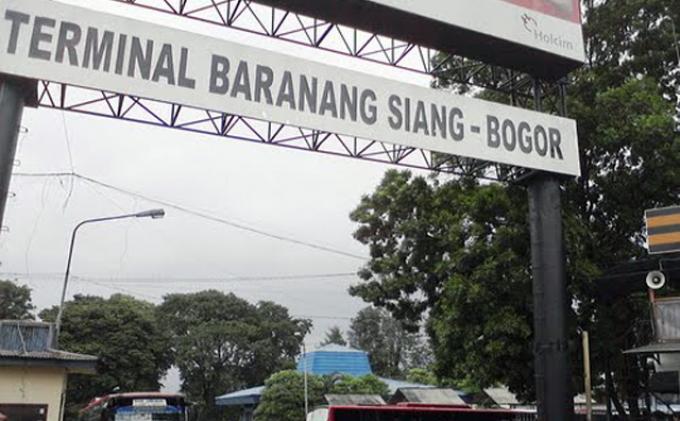 Holcim
TERMINAL BARANANG SIANG - BOGOR